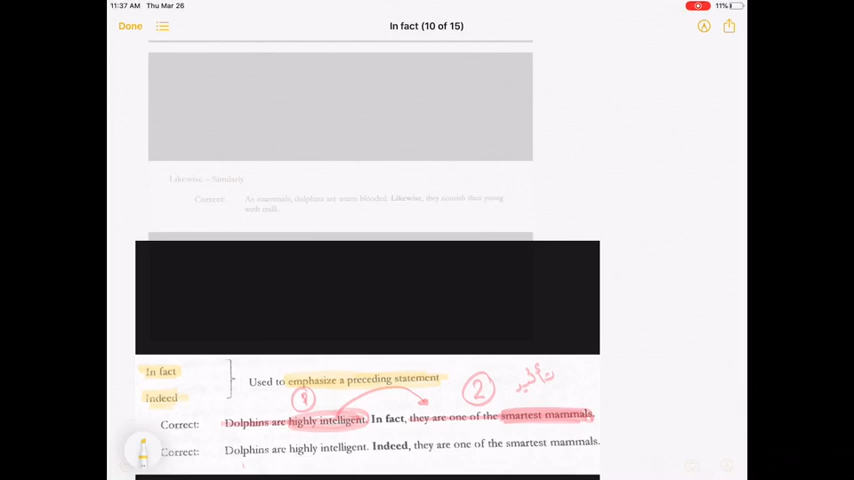 11:37 AM Thu Mar 26
11%
Done
In fact (10 of 15)
Likewise – Similarly
Correct: As mammals, dolphins are warm blooded. Likewise, they nourish their young
with milk.
In fact
Indeed
Used to emphasize a preceding statement
1
2
تأكيد
Correct: Dolphins are highly intelligent. In fact, they are one of the smartest mammals.
Correct: Dolphins are highly intelligent. Indeed, they are one of the smartest mammals.